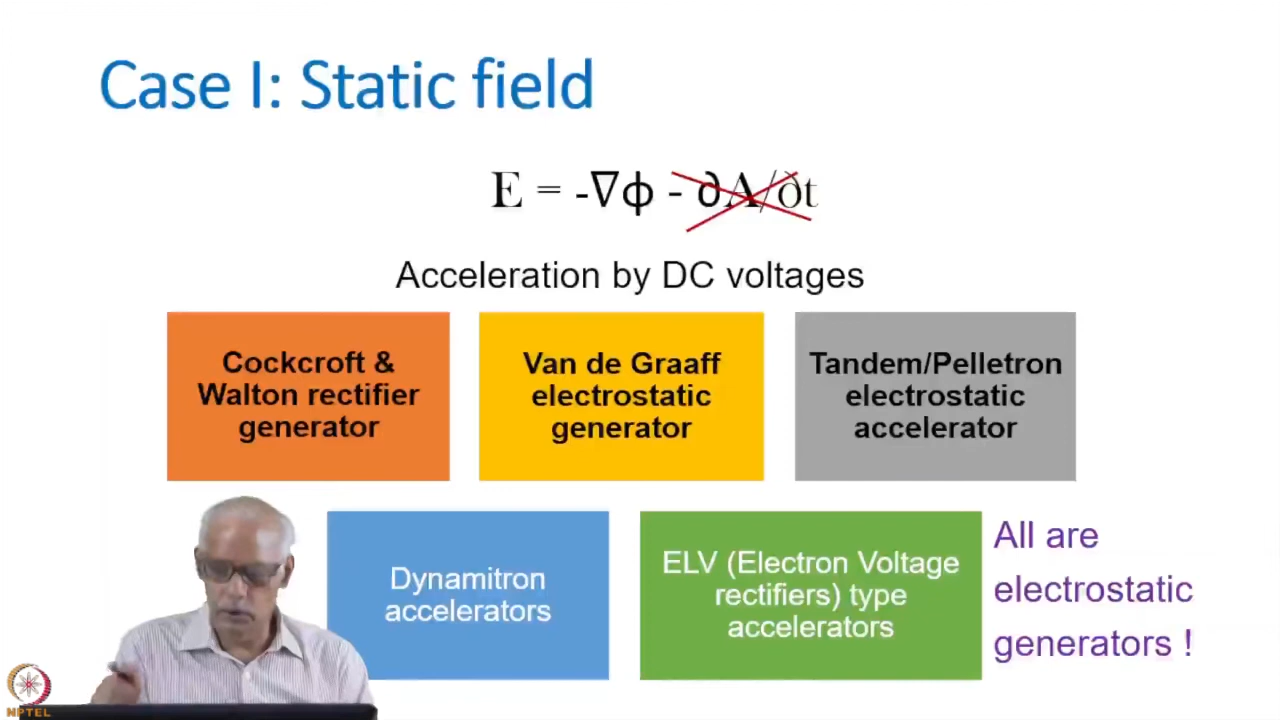 Case I: Static field
E = -∇ϕ - ∂A/∂t
Acceleration by DC voltages
Cockcroft &
Walton rectifier
generator
Van de Graaff
electrostatic
generator
Tandem/Pelletron
electrostatic
accelerator
Dynamitron
accelerators
ELV (Electron Voltage
rectifiers) type
accelerators
All are
electrostatic
generators !
NPTEL